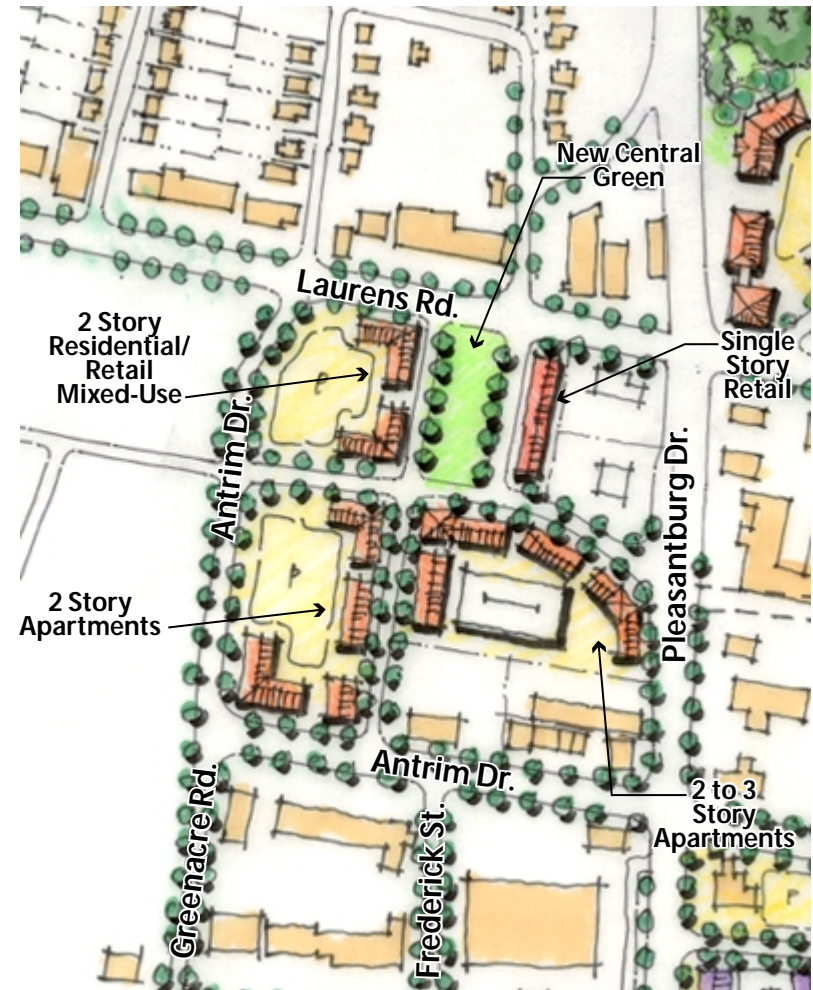 New Central
Green
Laurens Rd.
2 Story
Residential/
Retail
Mixed-Use
Single
Story
Retail
Antrim Dr.
Pleasantburg Dr.
2 Story
Apartments
Antrim Dr.
2 to 3
Story
Apartments
Greenacre Rd.
Frederick St.
P